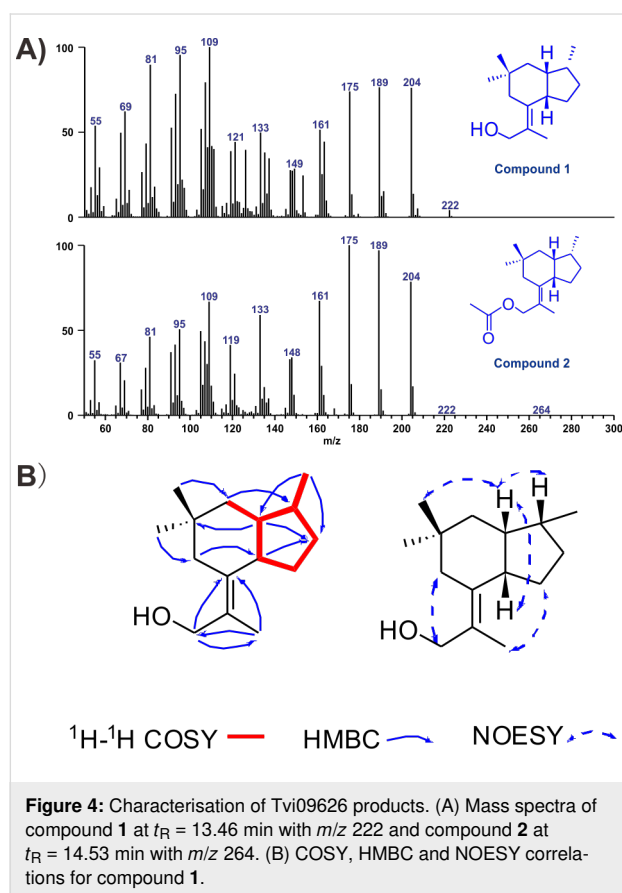 A)
100
50
0
55
69
81
95
109
121
133
149
161
175
189
204
222
H
H
HO
Compound 1
100
50
0
55
67
81
95
109
119
133
148
161
175
189
204
222
264
H
H
O
O
Compound 2
60 80 100 120 140 160 180 200 220 240 260 280 300
m/z
B)
HO
H H
H
HO
¹H-¹H COSY HMBC NOESY
Figure 4: Characterisation of Tvi09626 products. (A) Mass spectra of
compound 1 at tR = 13.46 min with m/z 222 and compound 2 at
tR = 14.53 min with m/z 264. (B) COSY, HMBC and NOESY correla-
tions for compound 1.